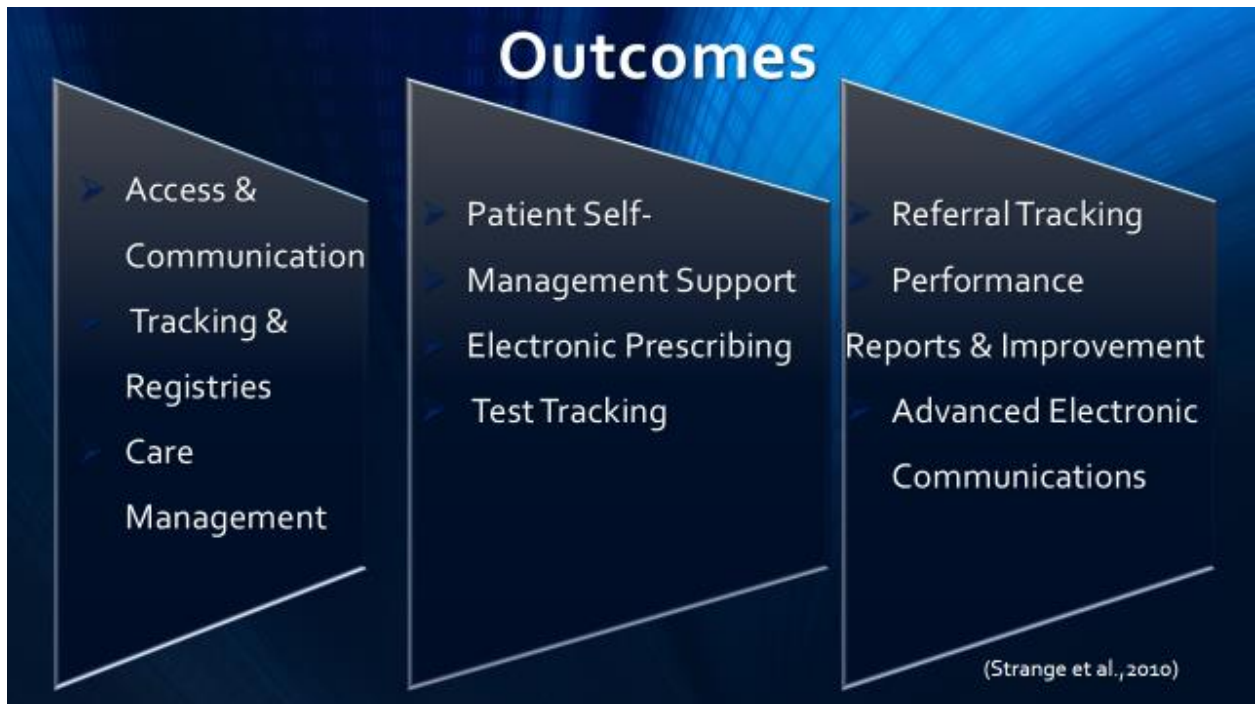 Outcomes
Access &
Communication
Tracking &
Registries
Care
Management
Patient Self-
Management Support
Electronic Prescribing
Test Tracking
Referral Tracking
Performance
Reports & Improvement
Advanced Electronic
Communications
(Strange et al., 2010)